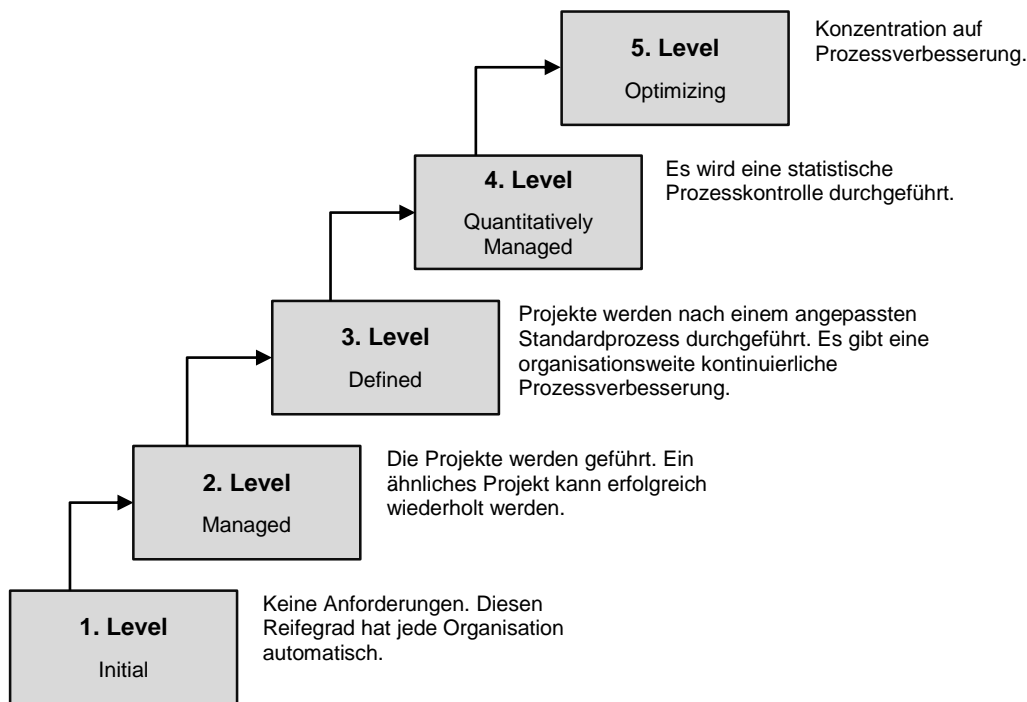 5. Level
Optimizing
Konzentration auf
Prozessverbesserung.
4. Level
Quantitatively
Managed
Es wird eine statistische
Prozesskontrolle durchgeführt.
3. Level
Defined
Projekte werden nach einem angepassten
Standardprozess durchgeführt. Es gibt eine
organisationsweite kontinuierliche
Prozessverbesserung.
2. Level
Managed
Die Projekte werden geführt. Ein
ähnliches Projekt kann erfolgreich
wiederholt werden.
1. Level
Initial
Keine Anforderungen. Diesen
Reifegrad hat jede Organisation
automatisch.